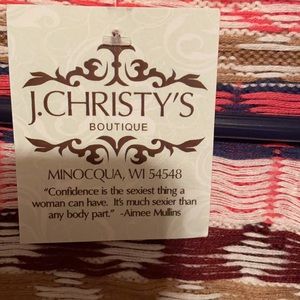 J.CHRISTY'S
BOUTIQUE
MINOCQUA, WI 54548
"Confidence is the sexiest thing a
woman can have. It's much sexier than
any body part." -Aimee Mullins